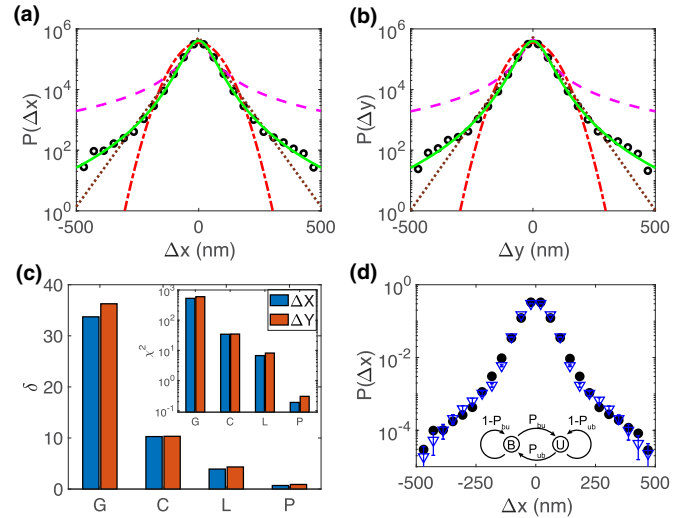 (a)
(b)
10^6
10^4
10^2
10^0
P(Δx)
-500
0
500
Δx (nm)
10^6
10^4
10^2
10^0
P(Δy)
-500
0
500
Δy (nm)
(c)
(d)
40
30
20
10
0
δ
G
C
L
P
10^3
10^2
10^1
10^0
10^-1
χ^2
G
C
L
P
ΔX
ΔY
10^0
10^-2
10^-4
P(Δx)
1-P_bu
P_bu
1-P_ub
B
U
P_ub
-500
-250
0
250
500
Δx (nm)